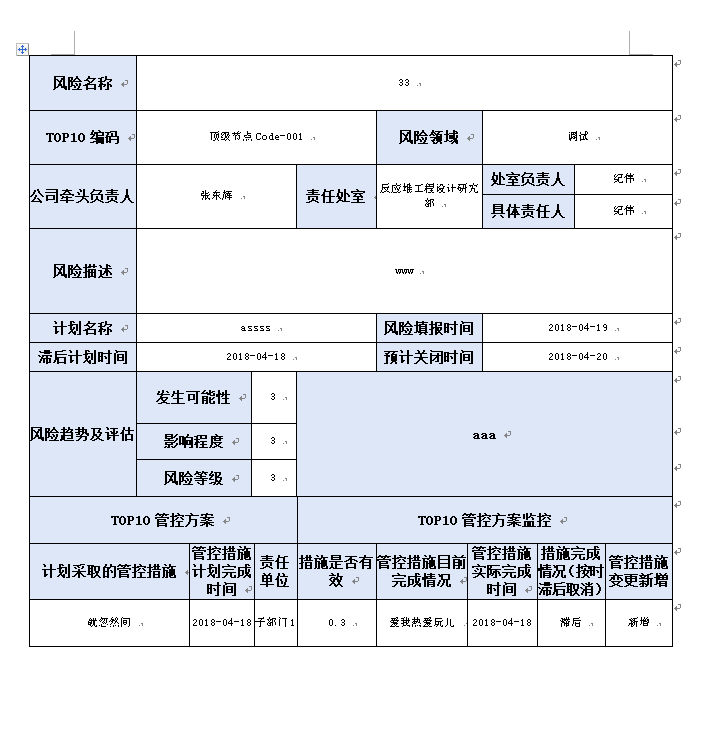 风险名称 33
TOP10 编码 顶级节点 Code-001 风险领域 调试
公司牵头负责人 张东辉 责任处室 反应堆工程设计研究
部 处室负责人 纪伟
具体责任人 纪伟
风险描述 www
计划名称 assss 风险填报时间 2018-04-19
滞后计划时间 2018-04-18 预计关闭时间 2018-04-20
风险趋势及评估 发生可能性 3
影响程度 3 aaa
风险等级 3
TOP10 管控方案 TOP10 管控方案监控
计划采取的管控措施
管控措施
计划完成
时间
责任
单位
措施是否有
效
管控措施目前
完成情况
管控措施
实际完成
时间
措施完成
情况(按时
滞后取消)
管控措施
变更新增
就忽然间 2018-04-18 子部门1 0.3 爱我热爱玩儿 2018-04-18 滞后 新增